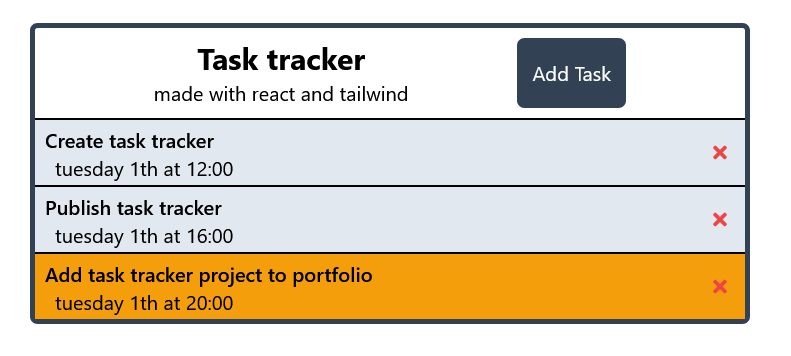 Task tracker
made with react and tailwind
Add Task
Create task tracker
tuesday 1th at 12:00
Publish task tracker
tuesday 1th at 16:00
Add task tracker project to portfolio
tuesday 1th at 20:00